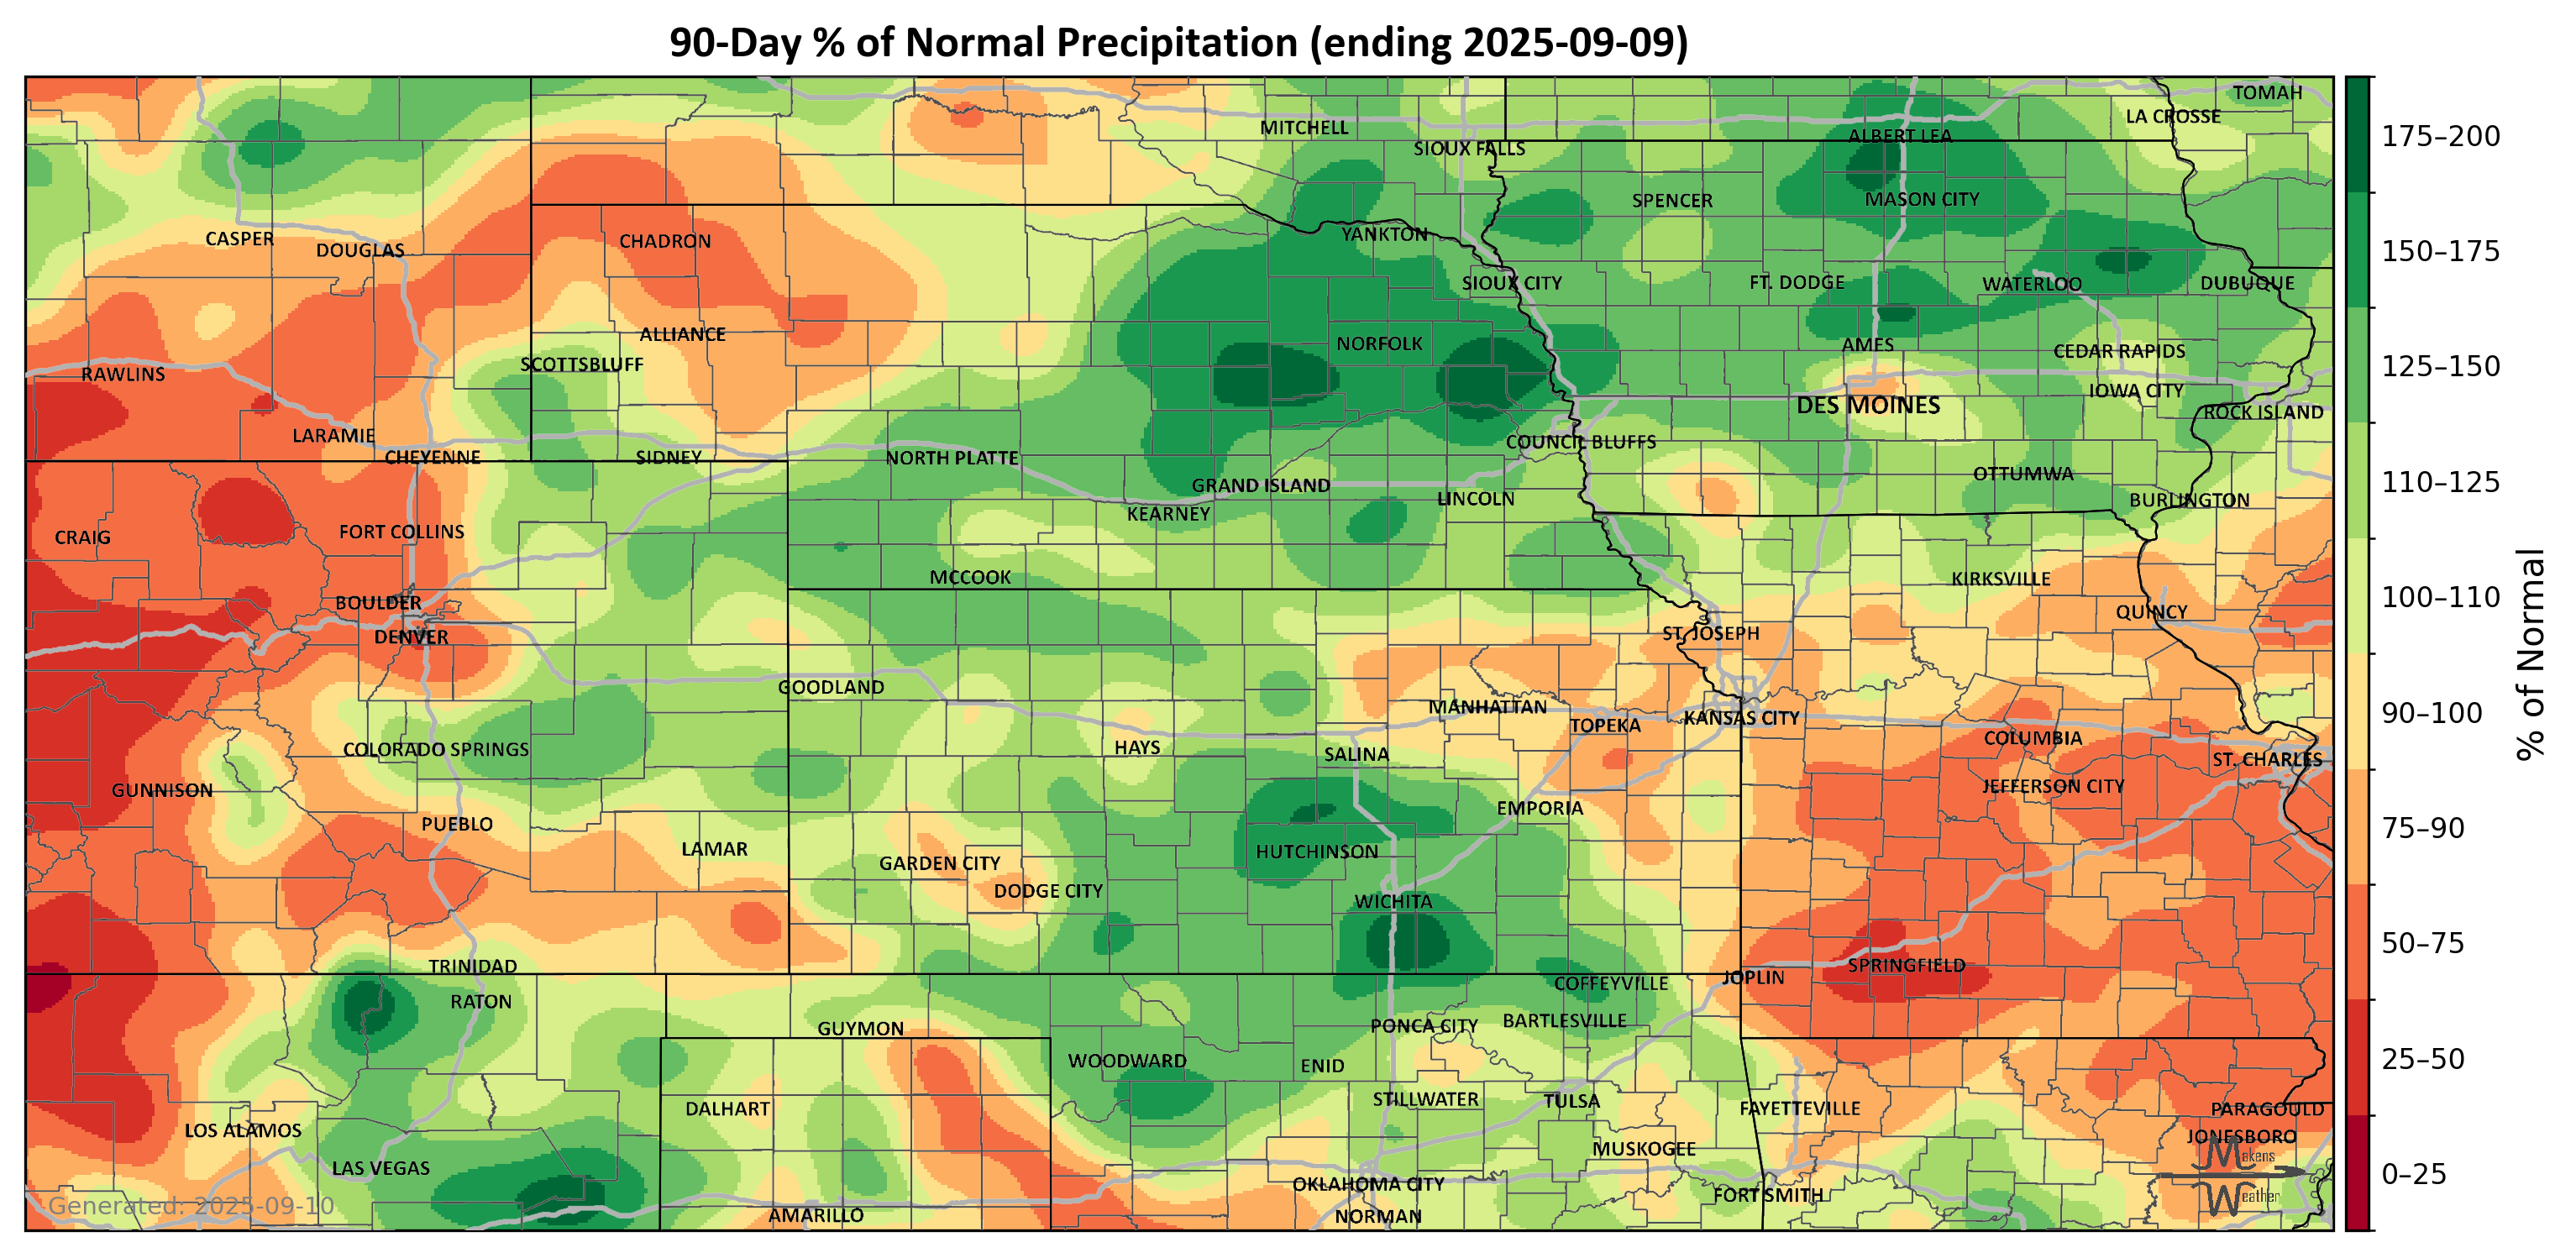 90-Day % of Normal Precipitation (ending 2025-09-09)
TOMAH
LA CROSSE
MITCHELL
ALBERT LEA
SIOUX FALLS
SPENCER
MASON CITY
YANKTON
CASPER
CHADRON
DOUGLAS
SIOUX CITY
FT. DODGE
WATERLOO
DUBUQUE
ALLIANCE
NORFOLK
AMES
CEDAR RAPIDS
SCOTTSBLUFF
RAWLINS
IOWA CITY
DES MOINES
ROCK ISLAND
LARAMIE
COUNCIL BLUFFS
CHEYENNE
SIDNEY
NORTH PLATTE
OTTUMWA
GRAND ISLAND
LINCOLN
BURLINGTON
KEARNEY
FORT COLLINS
CRAIG
MCCOOK
KIRKSVILLE
BOULDER
QUINCY
DENVER
ST. JOSEPH
GOODLAND
MANHATTAN
KANSAS CITY
TOPEKA
COLUMBIA
COLORADO SPRINGS
HAYS
SALINA
ST. CHARLES
GUNNISON
JEFFERSON CITY
EMPORIA
PUEBLO
LAMAR
HUTCHINSON
GARDEN CITY
DODGE CITY
WICHITA
TRINIDAD
SPRINGFIELD
JOPLIN
COFFEYVILLE
RATON
GUYMON
PONCA CITY
BARTLESVILLE
WOODWARD
ENID
DALHART
STILLWATER
TULSA
FAYETTEVILLE
PARAGOULD
LOS ALAMOS
JONESBORO
MUSKOGEE
LAS VEGAS
OKLAHOMA CITY
FORT SMITH
AMARILLO
NORMAN
Generated: 2025-09-10
Makens
Weather
175–200
150–175
125–150
110–125
100–110
90–100
75–90
50–75
25–50
0–25
% of Normal